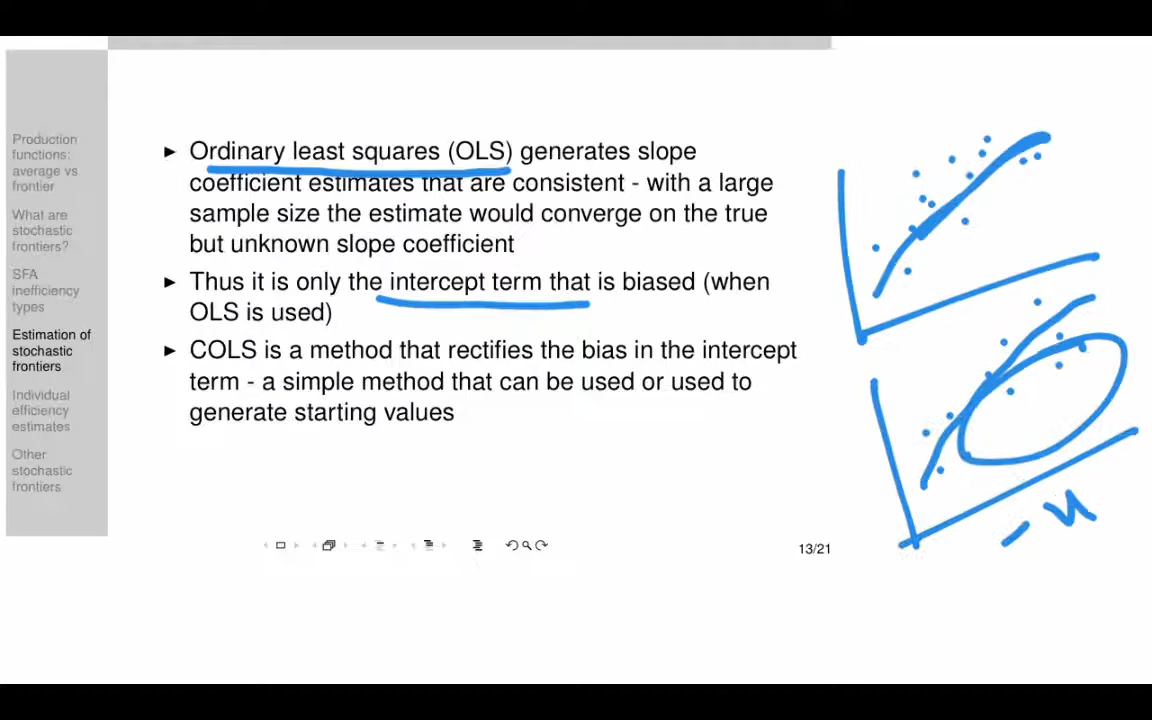 Production
functions:
average vs
frontier
What are
stochastic
frontiers?
SFA
inefficiency
types
Estimation of
stochastic
frontiers
Individual
efficiency
estimates
Other
stochastic
frontiers
Ordinary least squares (OLS) generates slope
coefficient estimates that are consistent - with a large
sample size the estimate would converge on the true
but unknown slope coefficient
Thus it is only the intercept term that is biased (when
OLS is used)
COLS is a method that rectifies the bias in the intercept
term - a simple method that can be used or used to
generate starting values
- u
13/21